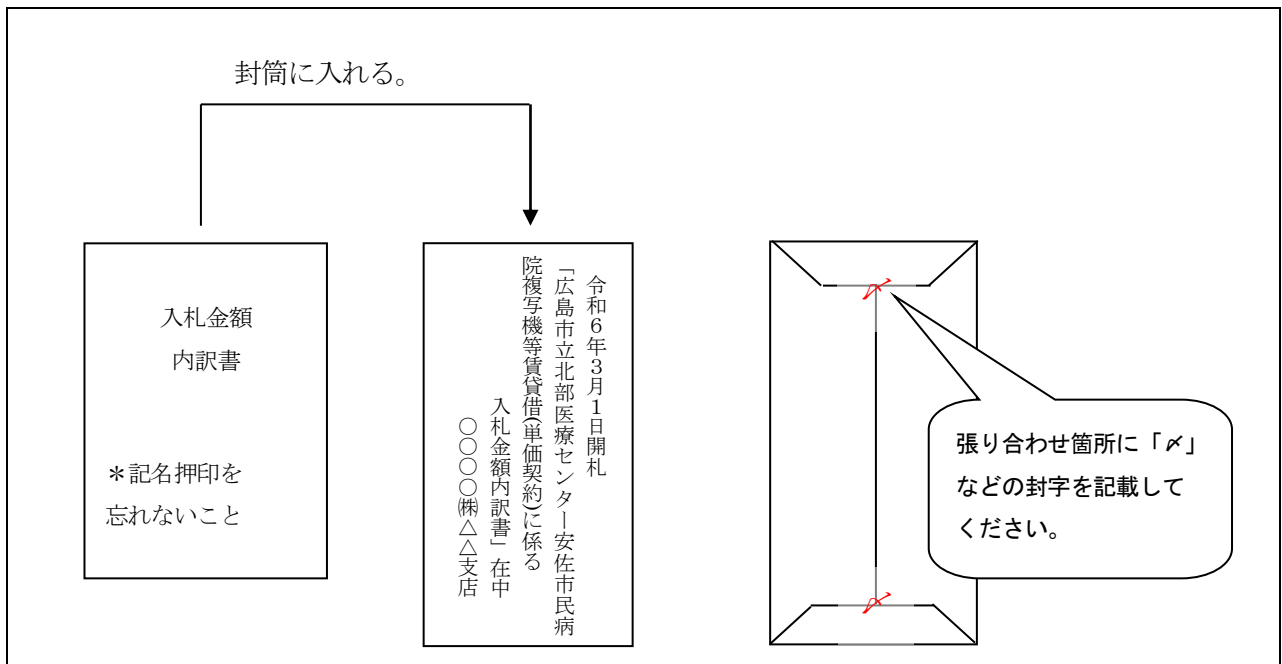 封筒に入れる。
入札金額
内訳書
＊記名押印を
忘れないこと
令和６年３月１日開札
「広島市立北部医療センター安佐市民病
院複写機等賃貸借(単価契約)に係る
入札金額内訳書」在中
○○○○㈱△△支店
〆
張り合わせ箇所に「〆」
などの封字を記載して
ください。
〆